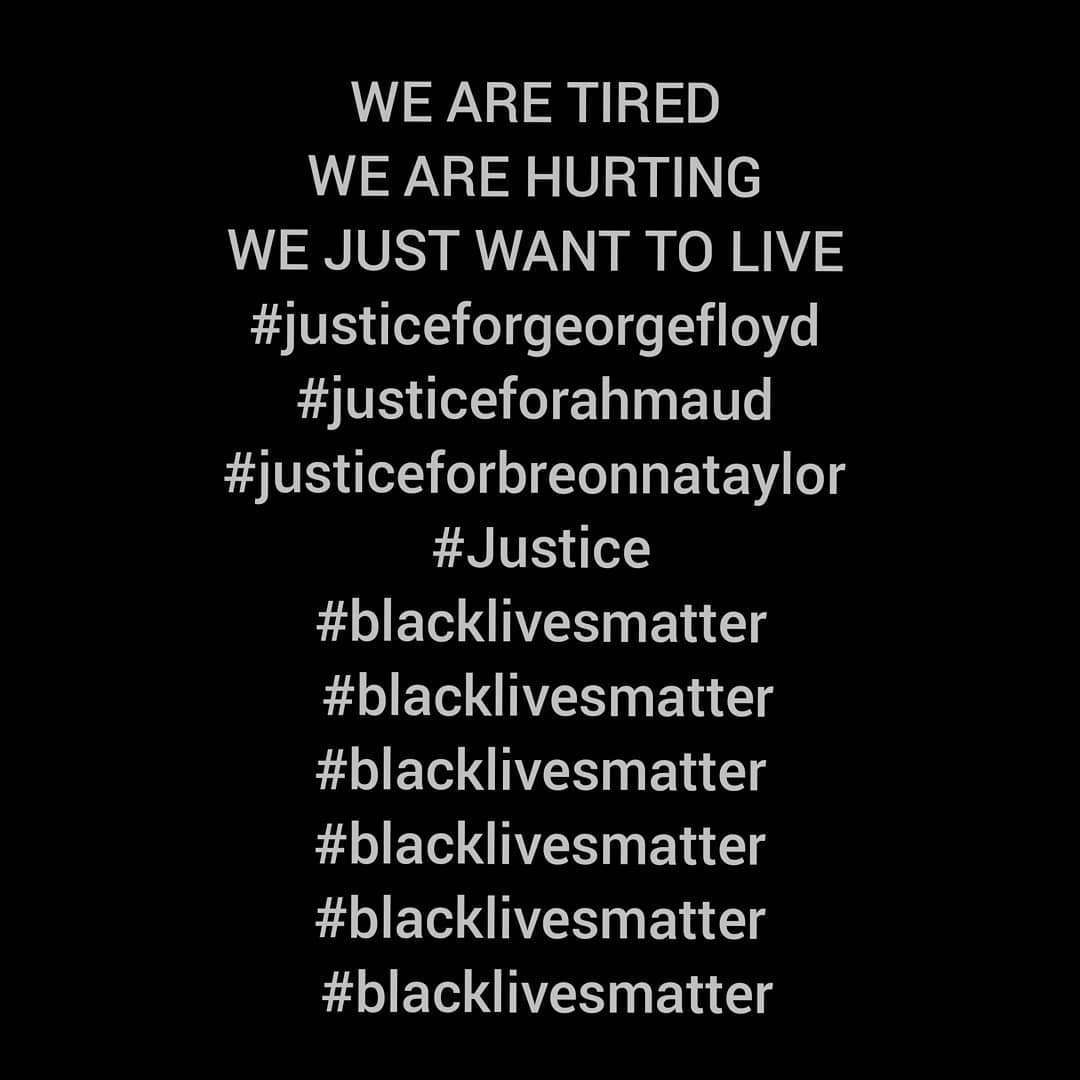 WE ARE TIRED
WE ARE HURTING
WE JUST WANT TO LIVE
#justiceforgeorgefloyd
#justiceforahmaud
#justiceforbreonnataylor
#Justice
#blacklivesmatter
#blacklivesmatter
#blacklivesmatter
#blacklivesmatter
#blacklivesmatter
#blacklivesmatter